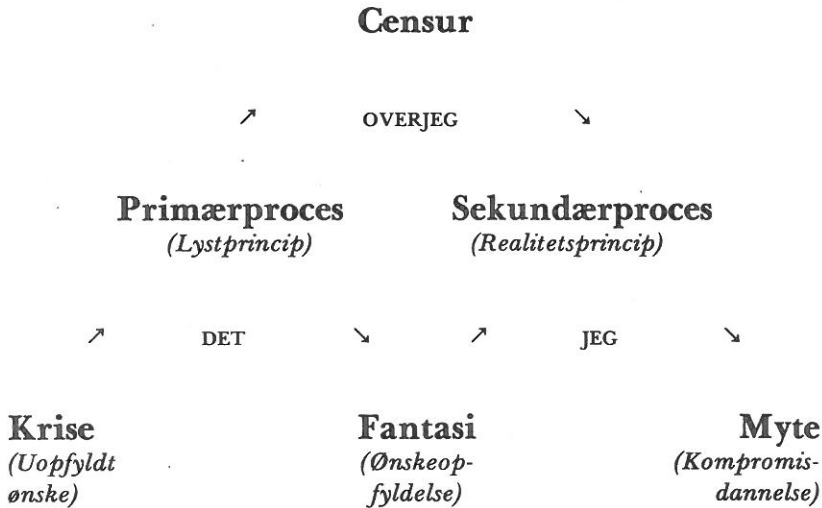 Censur
↗ OVERJEG ↘
Primærproces Sekundærproces
(Lystprincip) (Realitetsprincip)
↗ DET ↘ ↗ JEG ↘
Krise Fantasi Myte
(Uopfyldt (Ønskeop- (Kompromis-
ønske) fyldelse) dannelse)